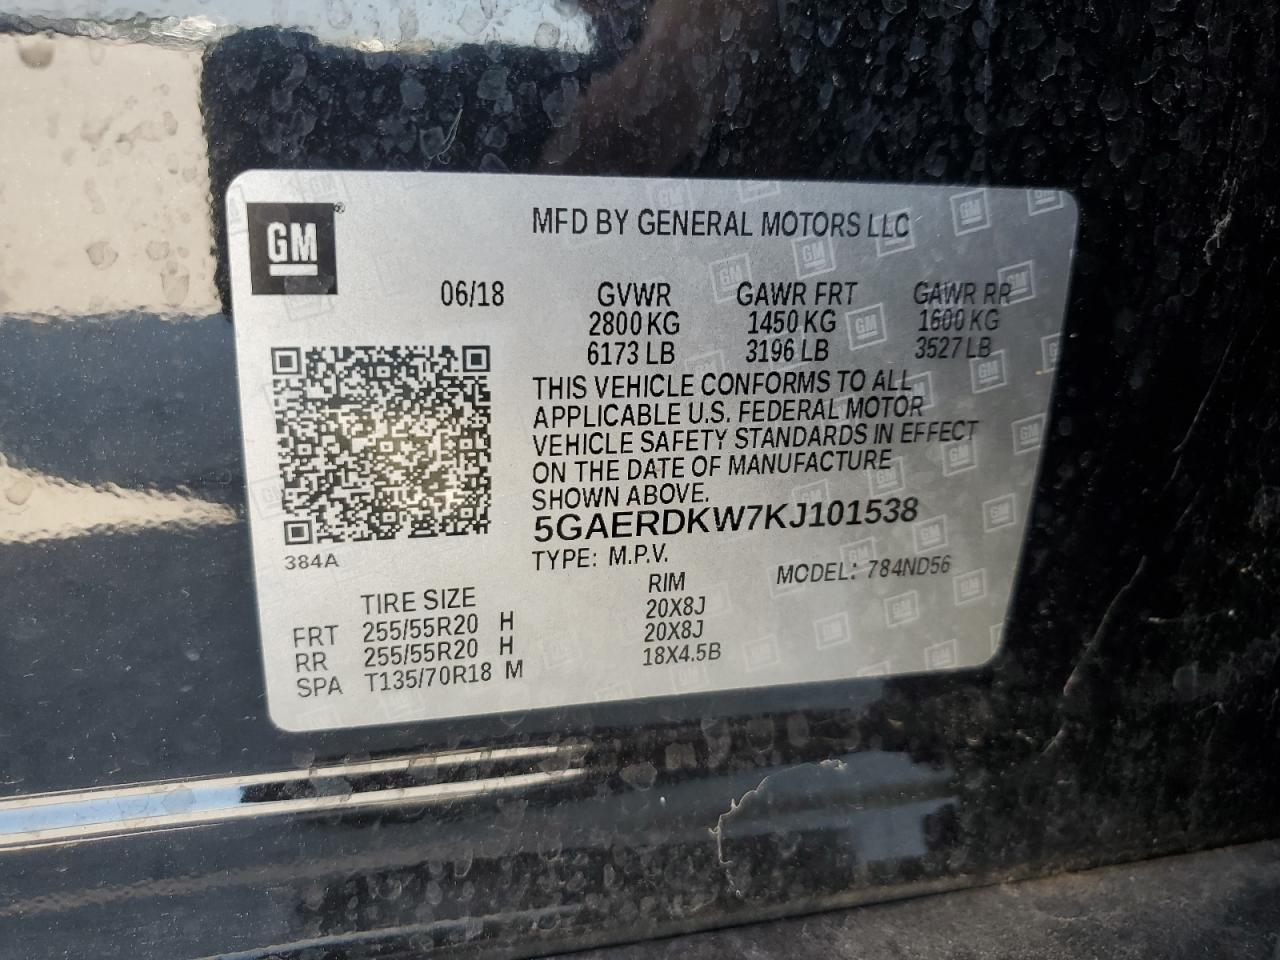 GM®
MFD BY GENERAL MOTORS LLC
06/18 GVWR GAWR FRT GAWR RR
2800 KG 1450 KG 1600 KG
6173 LB 3196 LB 3527 LB
THIS VEHICLE CONFORMS TO ALL
APPLICABLE U.S. FEDERAL MOTOR
VEHICLE SAFETY STANDARDS IN EFFECT
ON THE DATE OF MANUFACTURE
SHOWN ABOVE.
5GAERDKW7KJ101538
384A
TYPE: M.P.V. MODEL: 784ND56
TIRE SIZE RIM
FRT 255/55R20 H 20X8J
RR 255/55R20 H 20X8J
SPA T135/70R18 M 18X4.5B